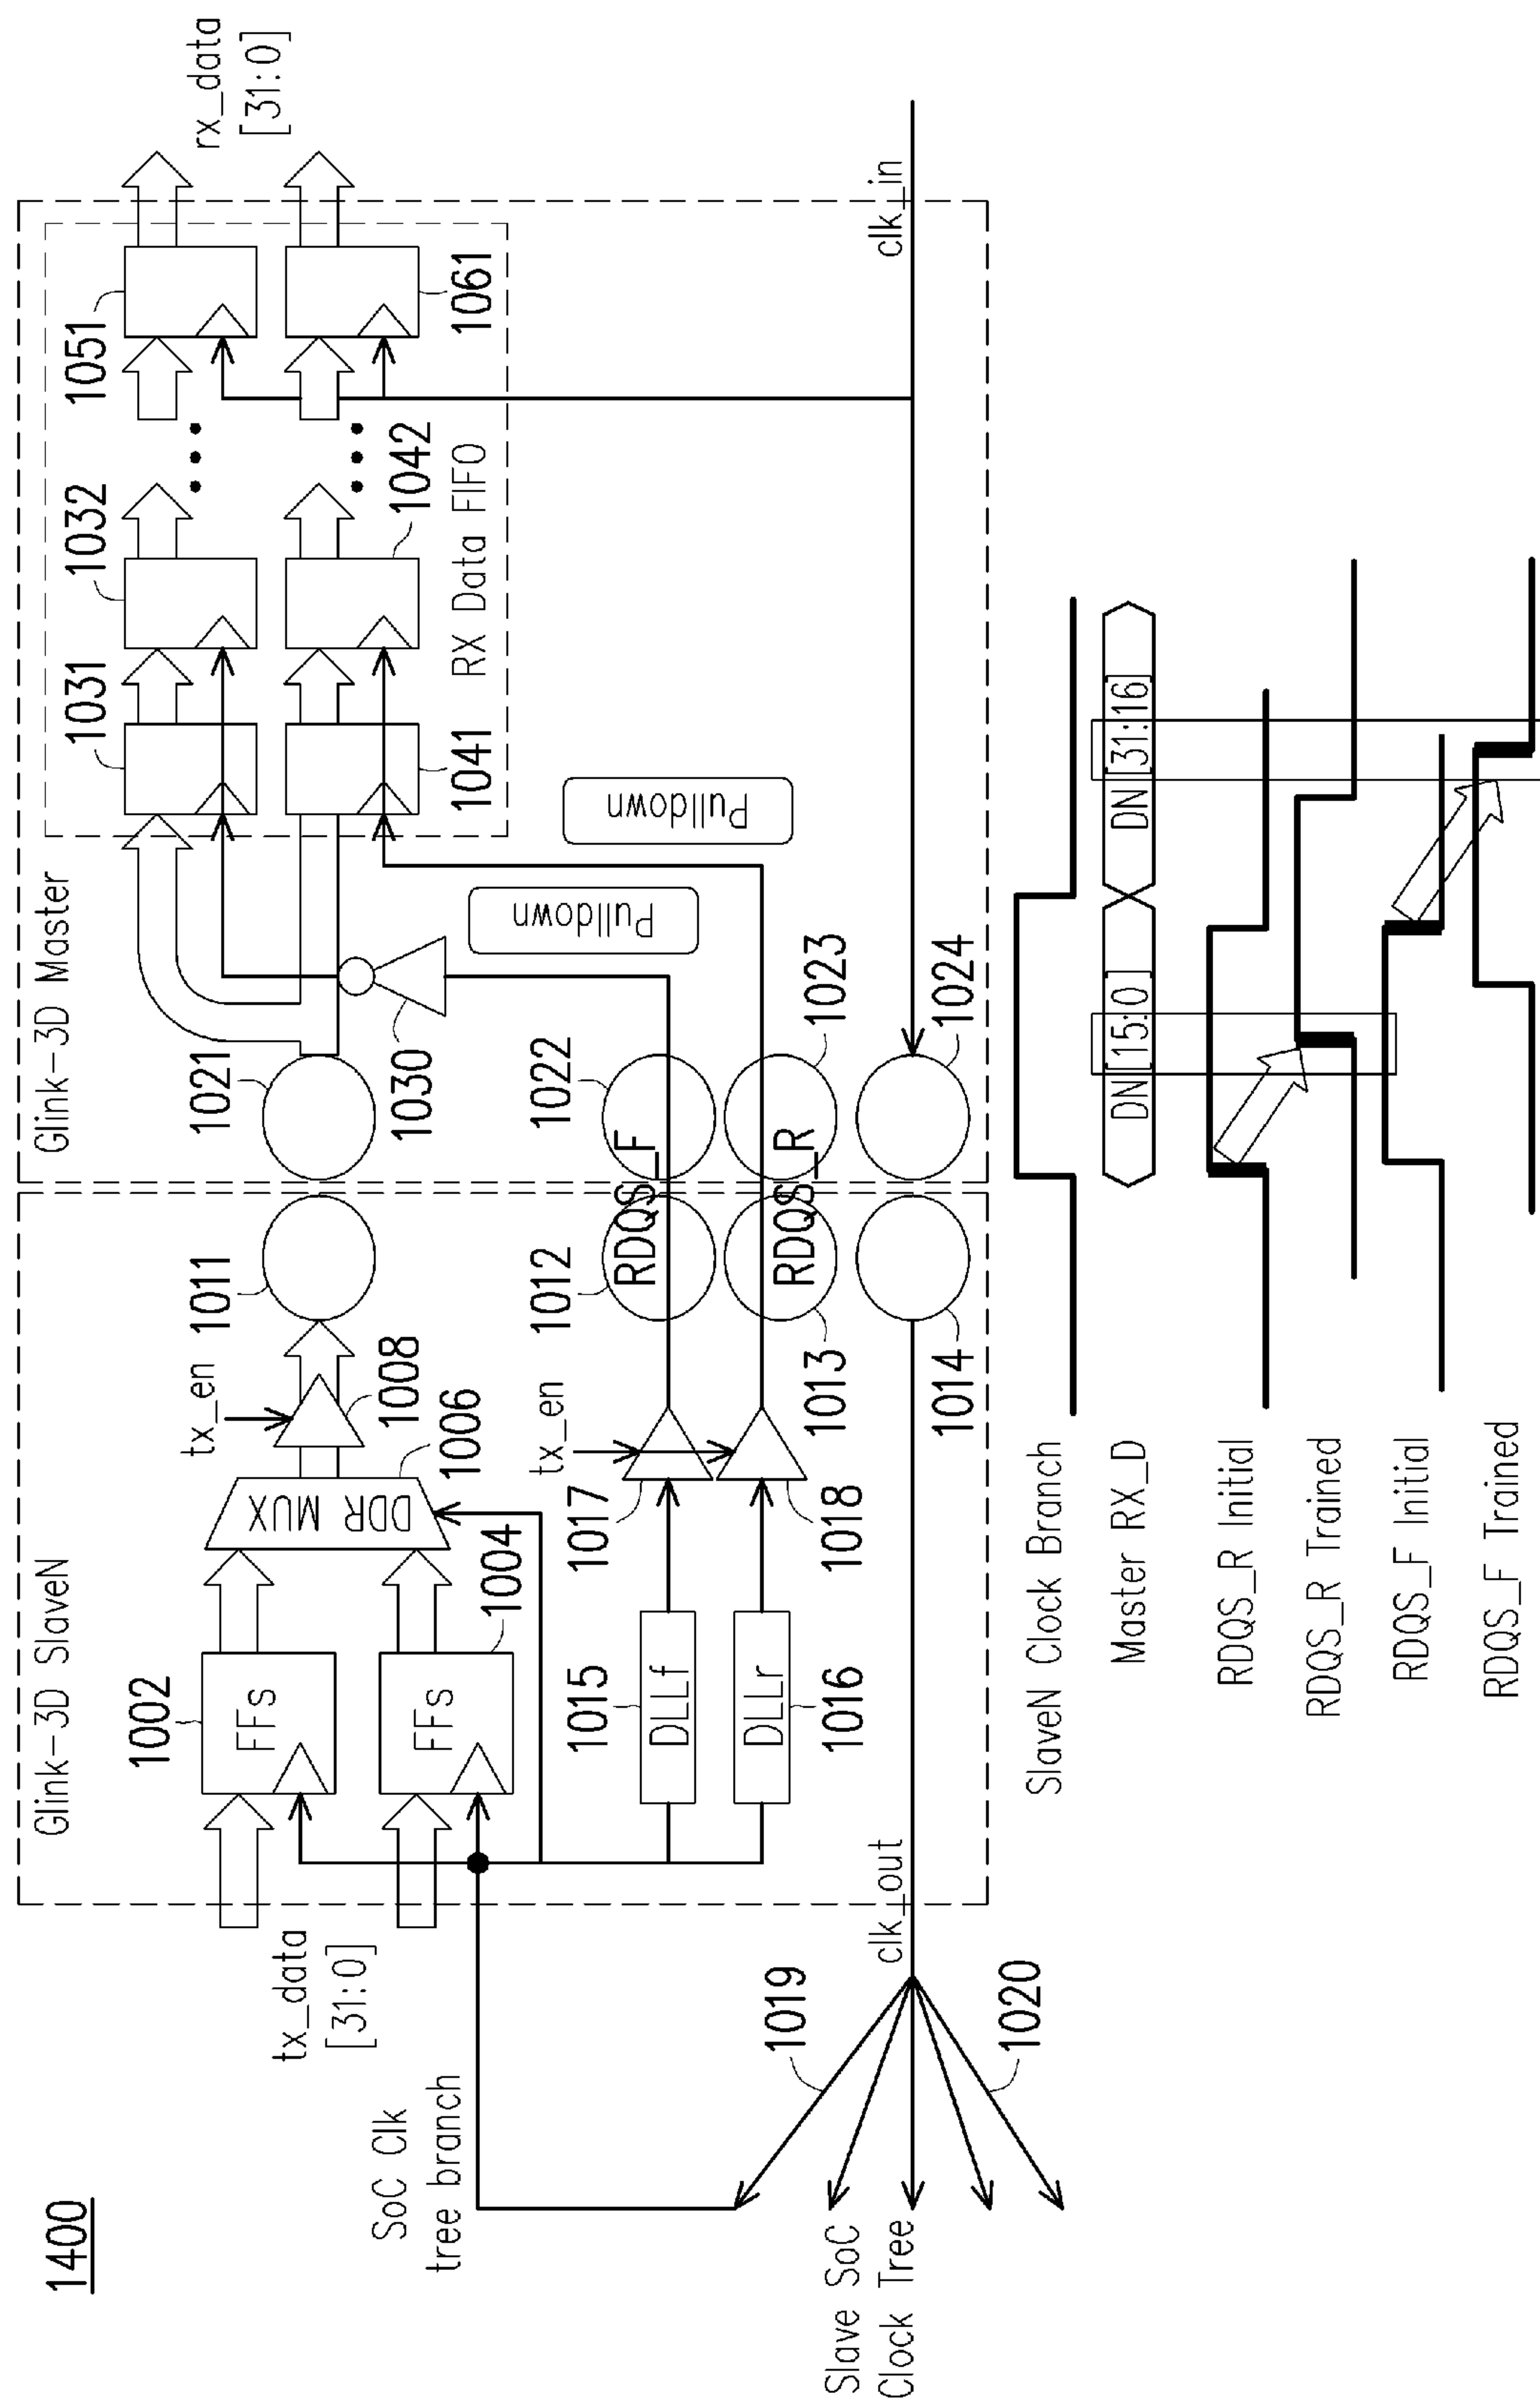 1400
Glink-3D SlaveN
Glink-3D Master
tx_data
[31:0]
1002
FFs
FFs
1004
DDR MUX
1006
tx_en
1008
1011
1021
1031
1032
1051
rx_data
[31:0]
1041
1042
1061
RX Data FIFO
1030
Pulldown
Pulldown
SoC Clk
tree branch
1015
DLLf
DLLr
1016
1017
tx_en
1018
1012
1013
RDQS_F
RDQS_R
1022
1023
1014
1024
clk_out
clk_in
1019
1020
Slave SoC
Clock Tree
SlaveN Clock Branch
Master RX_D
DN[15:0]
DN[31:16]
RDQS_R Initial
RDQS_R Trained
RDQS_F Initial
RDQS_F Trained